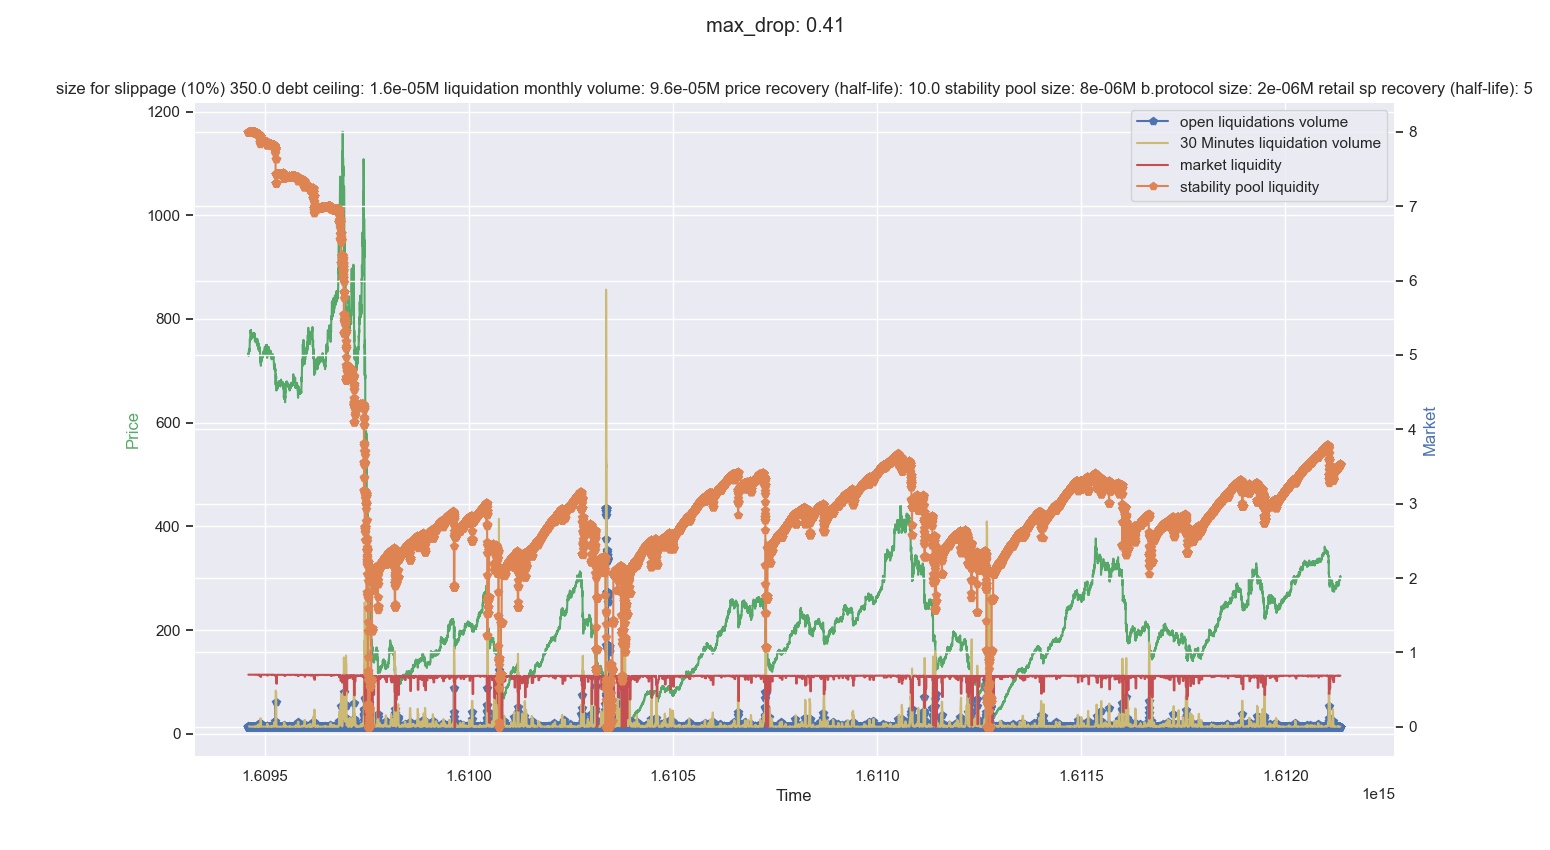 max_drop: 0.41
size for slippage (10%) 350.0 debt ceiling: 1.6e-05M liquidation monthly volume: 9.6e-05M price recovery (half-life): 10.0 stability pool size: 8e-06M b.protocol size: 2e-06M retail sp recovery (half-life): 5
open liquidations volume
30 Minutes liquidation volume
market liquidity
stability pool liquidity
1200
1000
800
600
400
200
0
Price
8
7
6
5
4
3
2
1
0
Market
1.6095 1.6100 1.6105 1.6110 1.6115 1.6120
1e15
Time